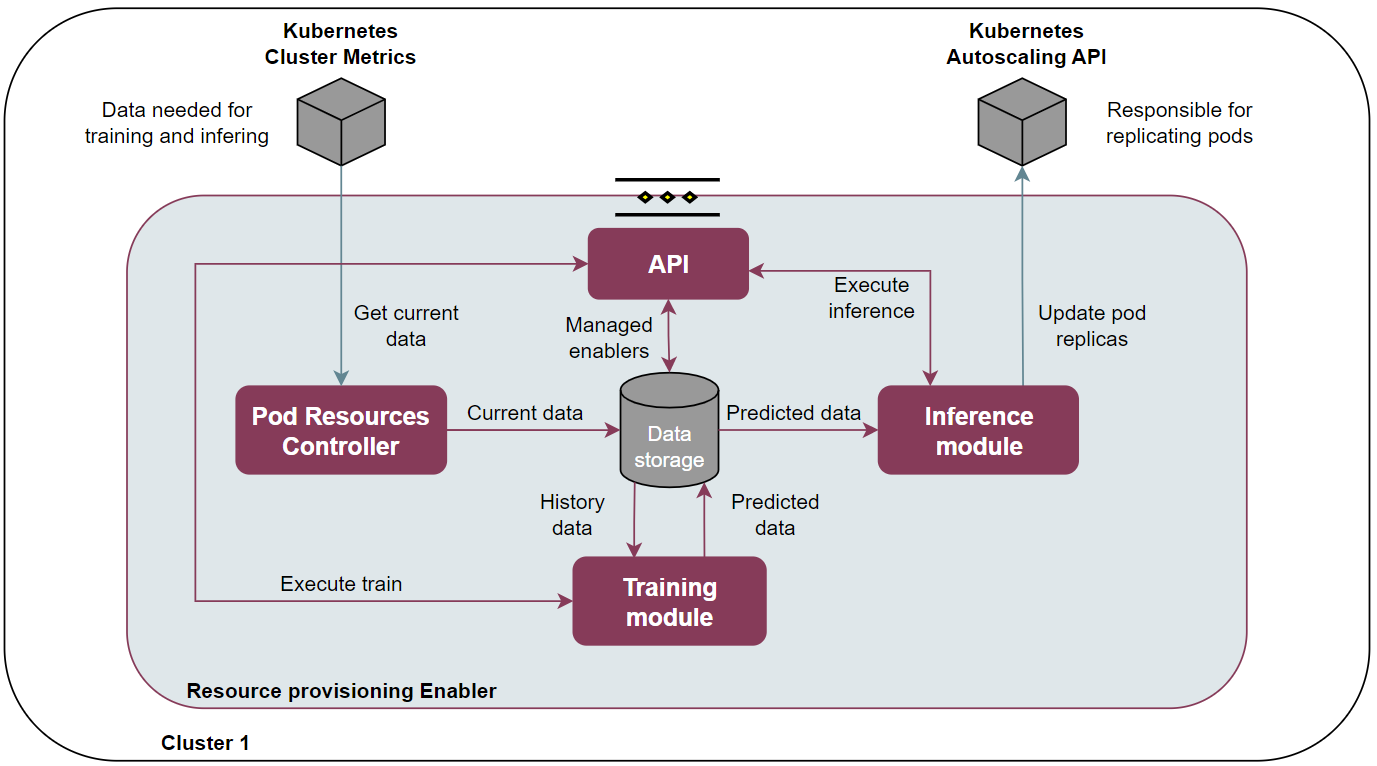 Kubernetes
Cluster Metrics
Kubernetes
Autoscaling API
Data needed for
training and infering
Responsible for
replicating pods
API
Execute
inference
Get current
data
Managed
enablers
Update pod
replicas
Pod Resources
Controller
Current data
Data
storage
Predicted data
Inference
module
History
data
Predicted
data
Execute train
Training
module
Resource provisioning Enabler
Cluster 1